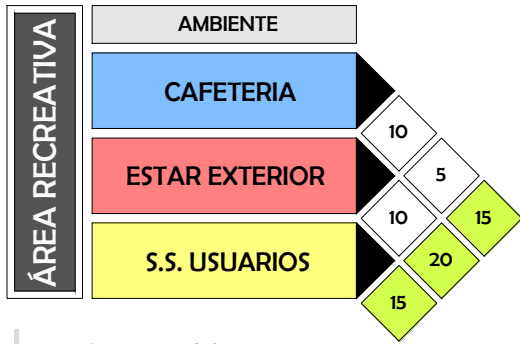 ÁREA RECREATIVA
AMBIENTE
CAFETERIA
10
ESTAR EXTERIOR
5
10
15
S.S. USUARIOS
20
15